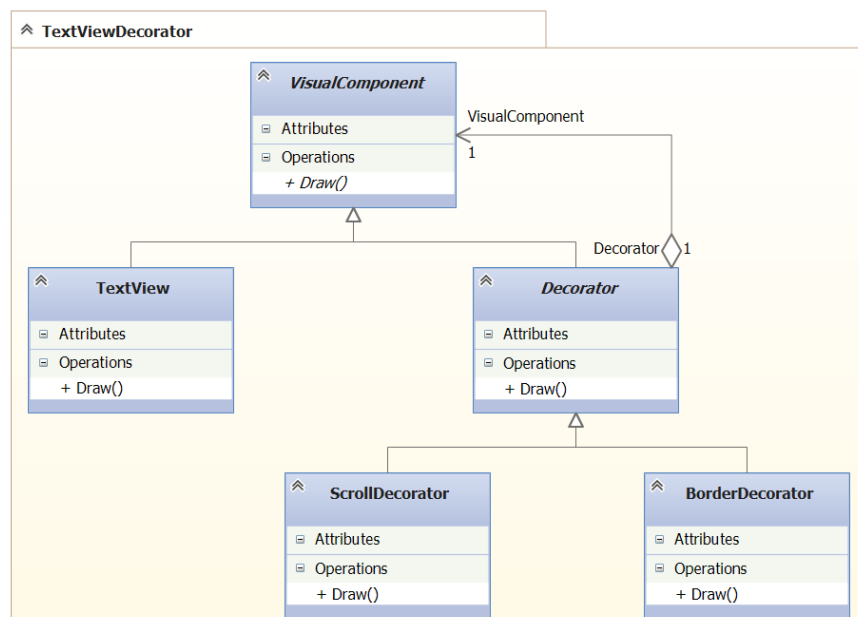 TextViewDecorator
VisualComponent
Attributes
Operations
+ Draw()
VisualComponent
1
Decorator 1
TextView
Attributes
Operations
+ Draw()
Decorator
Attributes
Operations
+ Draw()
ScrollDecorator
Attributes
Operations
+ Draw()
BorderDecorator
Attributes
Operations
+ Draw()